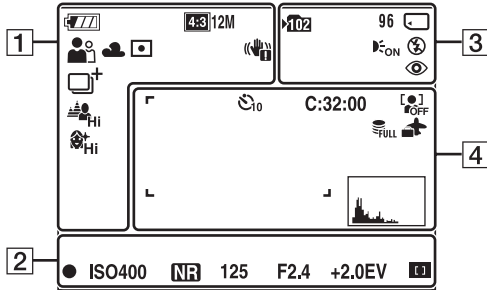 4:3 12M
102 96
ON
1
3
Hi
10 C:32:00 OFF
FULL
Hi
4
2
ISO400 NR 125 F2.4 +2.0EV